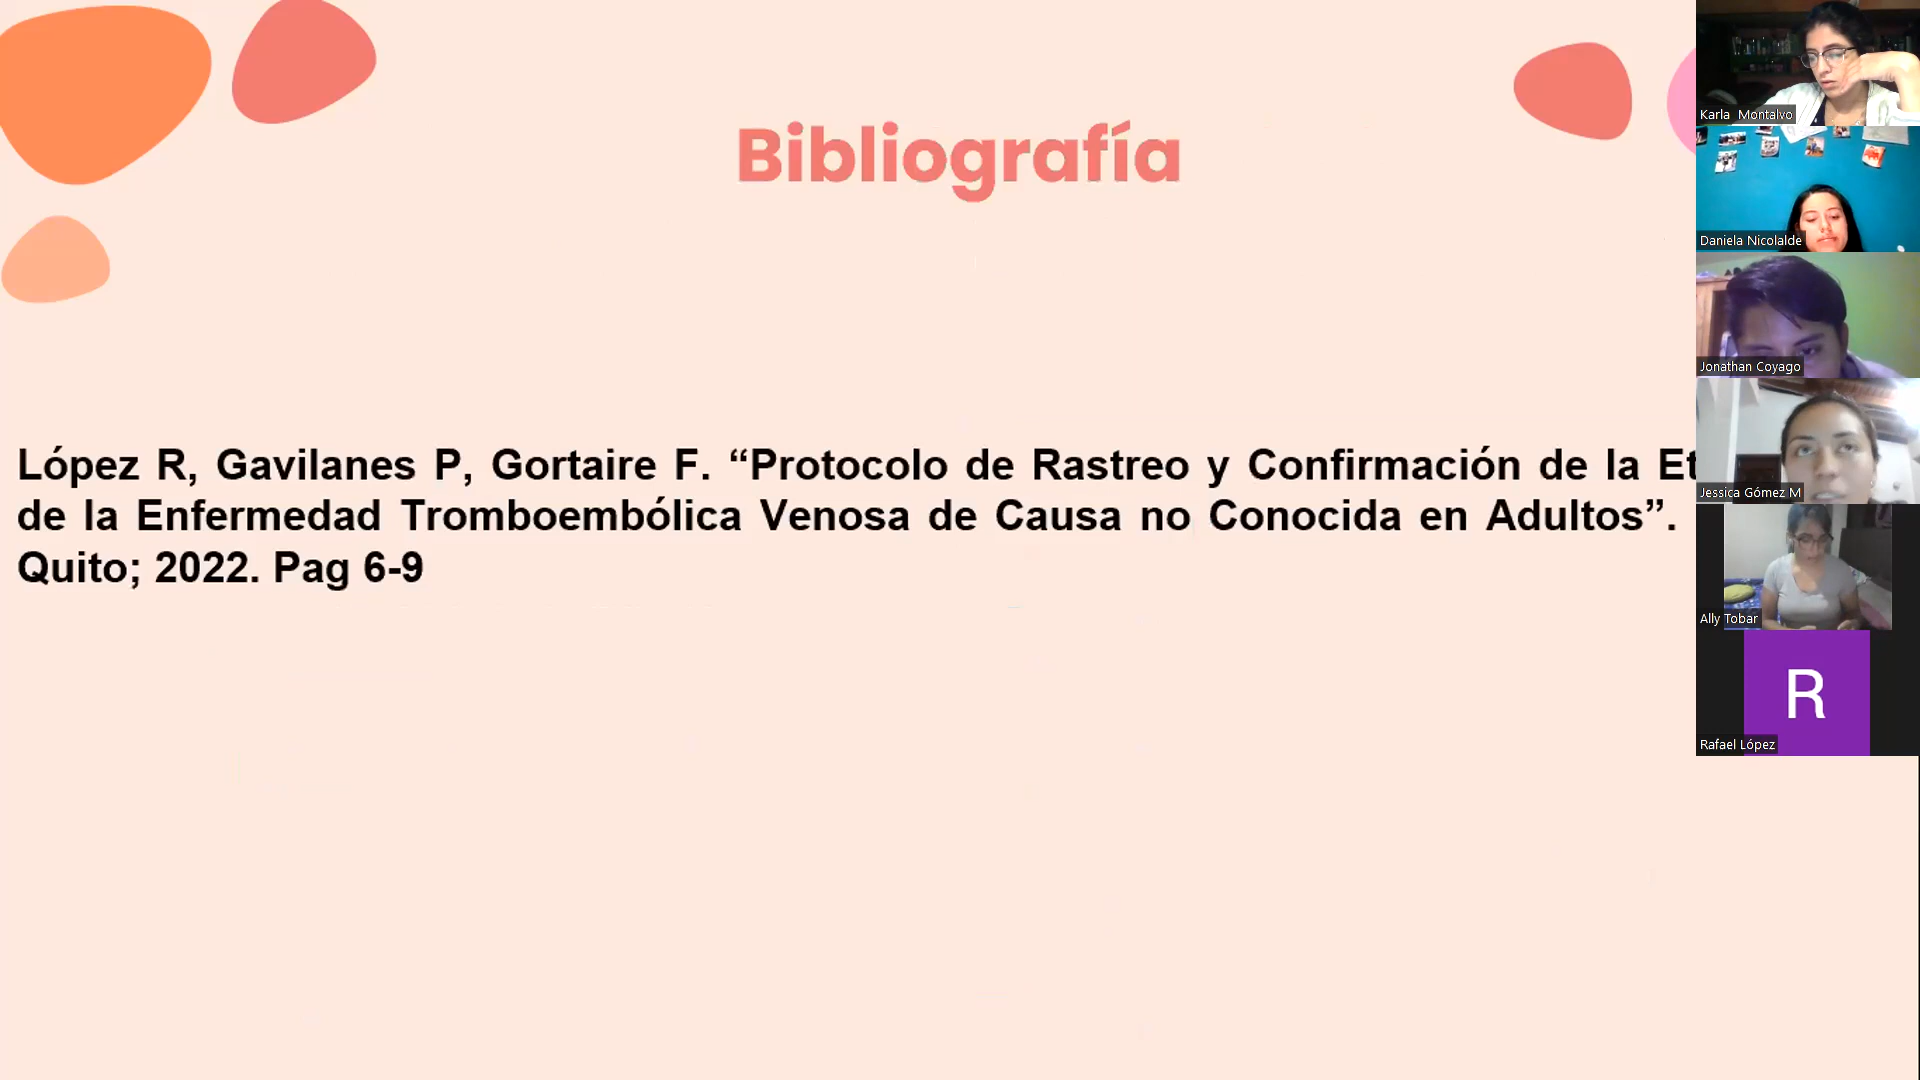 Bibliografía
López R, Gavilanes P, Gortaire F. “Protocolo de Rastreo y Confirmación de la
de la Enfermedad Tromboembólica Venosa de Causa no Conocida en Adultos”.
Quito; 2022. Pag 6-9
Karla Montalvo
Daniela Nicolalde
Jonathan Coyago
Jessica Gómez M
Ally Tobar
R
Rafael López